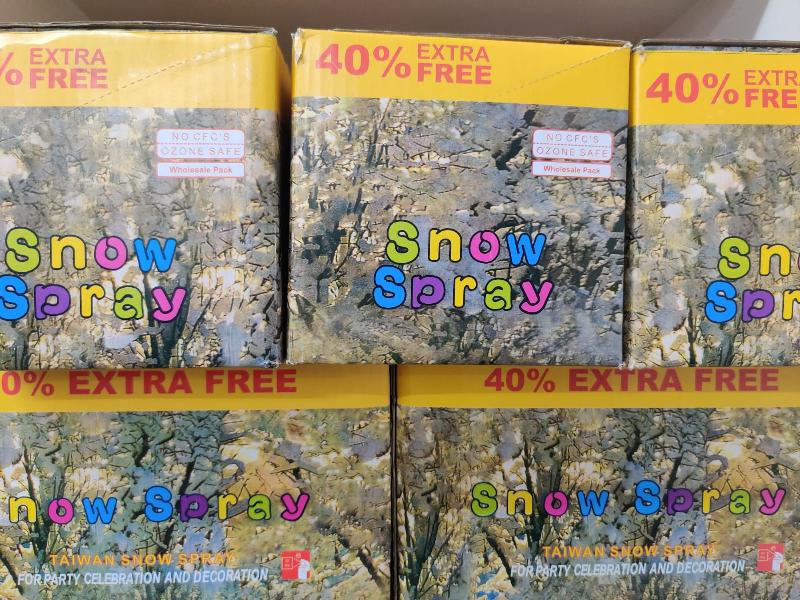 % EXTRA FREE
NO CFC'S
OZONE SAFE
Wholesale Pack
Snow
Spray
40% EXTRA FREE
NO CFC'S
OZONE SAFE
Wholesale Pack
Snow
Spray
40% EXTR
FREE
Sno
Spr
0% EXTRA FREE
now Spray
TAIWAN SNOW SPRAY
FOR PARTY CELEBRATION AND DECORATION
40% EXTRA FREE
Snow Spray
TAIWAN SNOW SPRAY
FOR PARTY CELEBRATION AND DECORATION